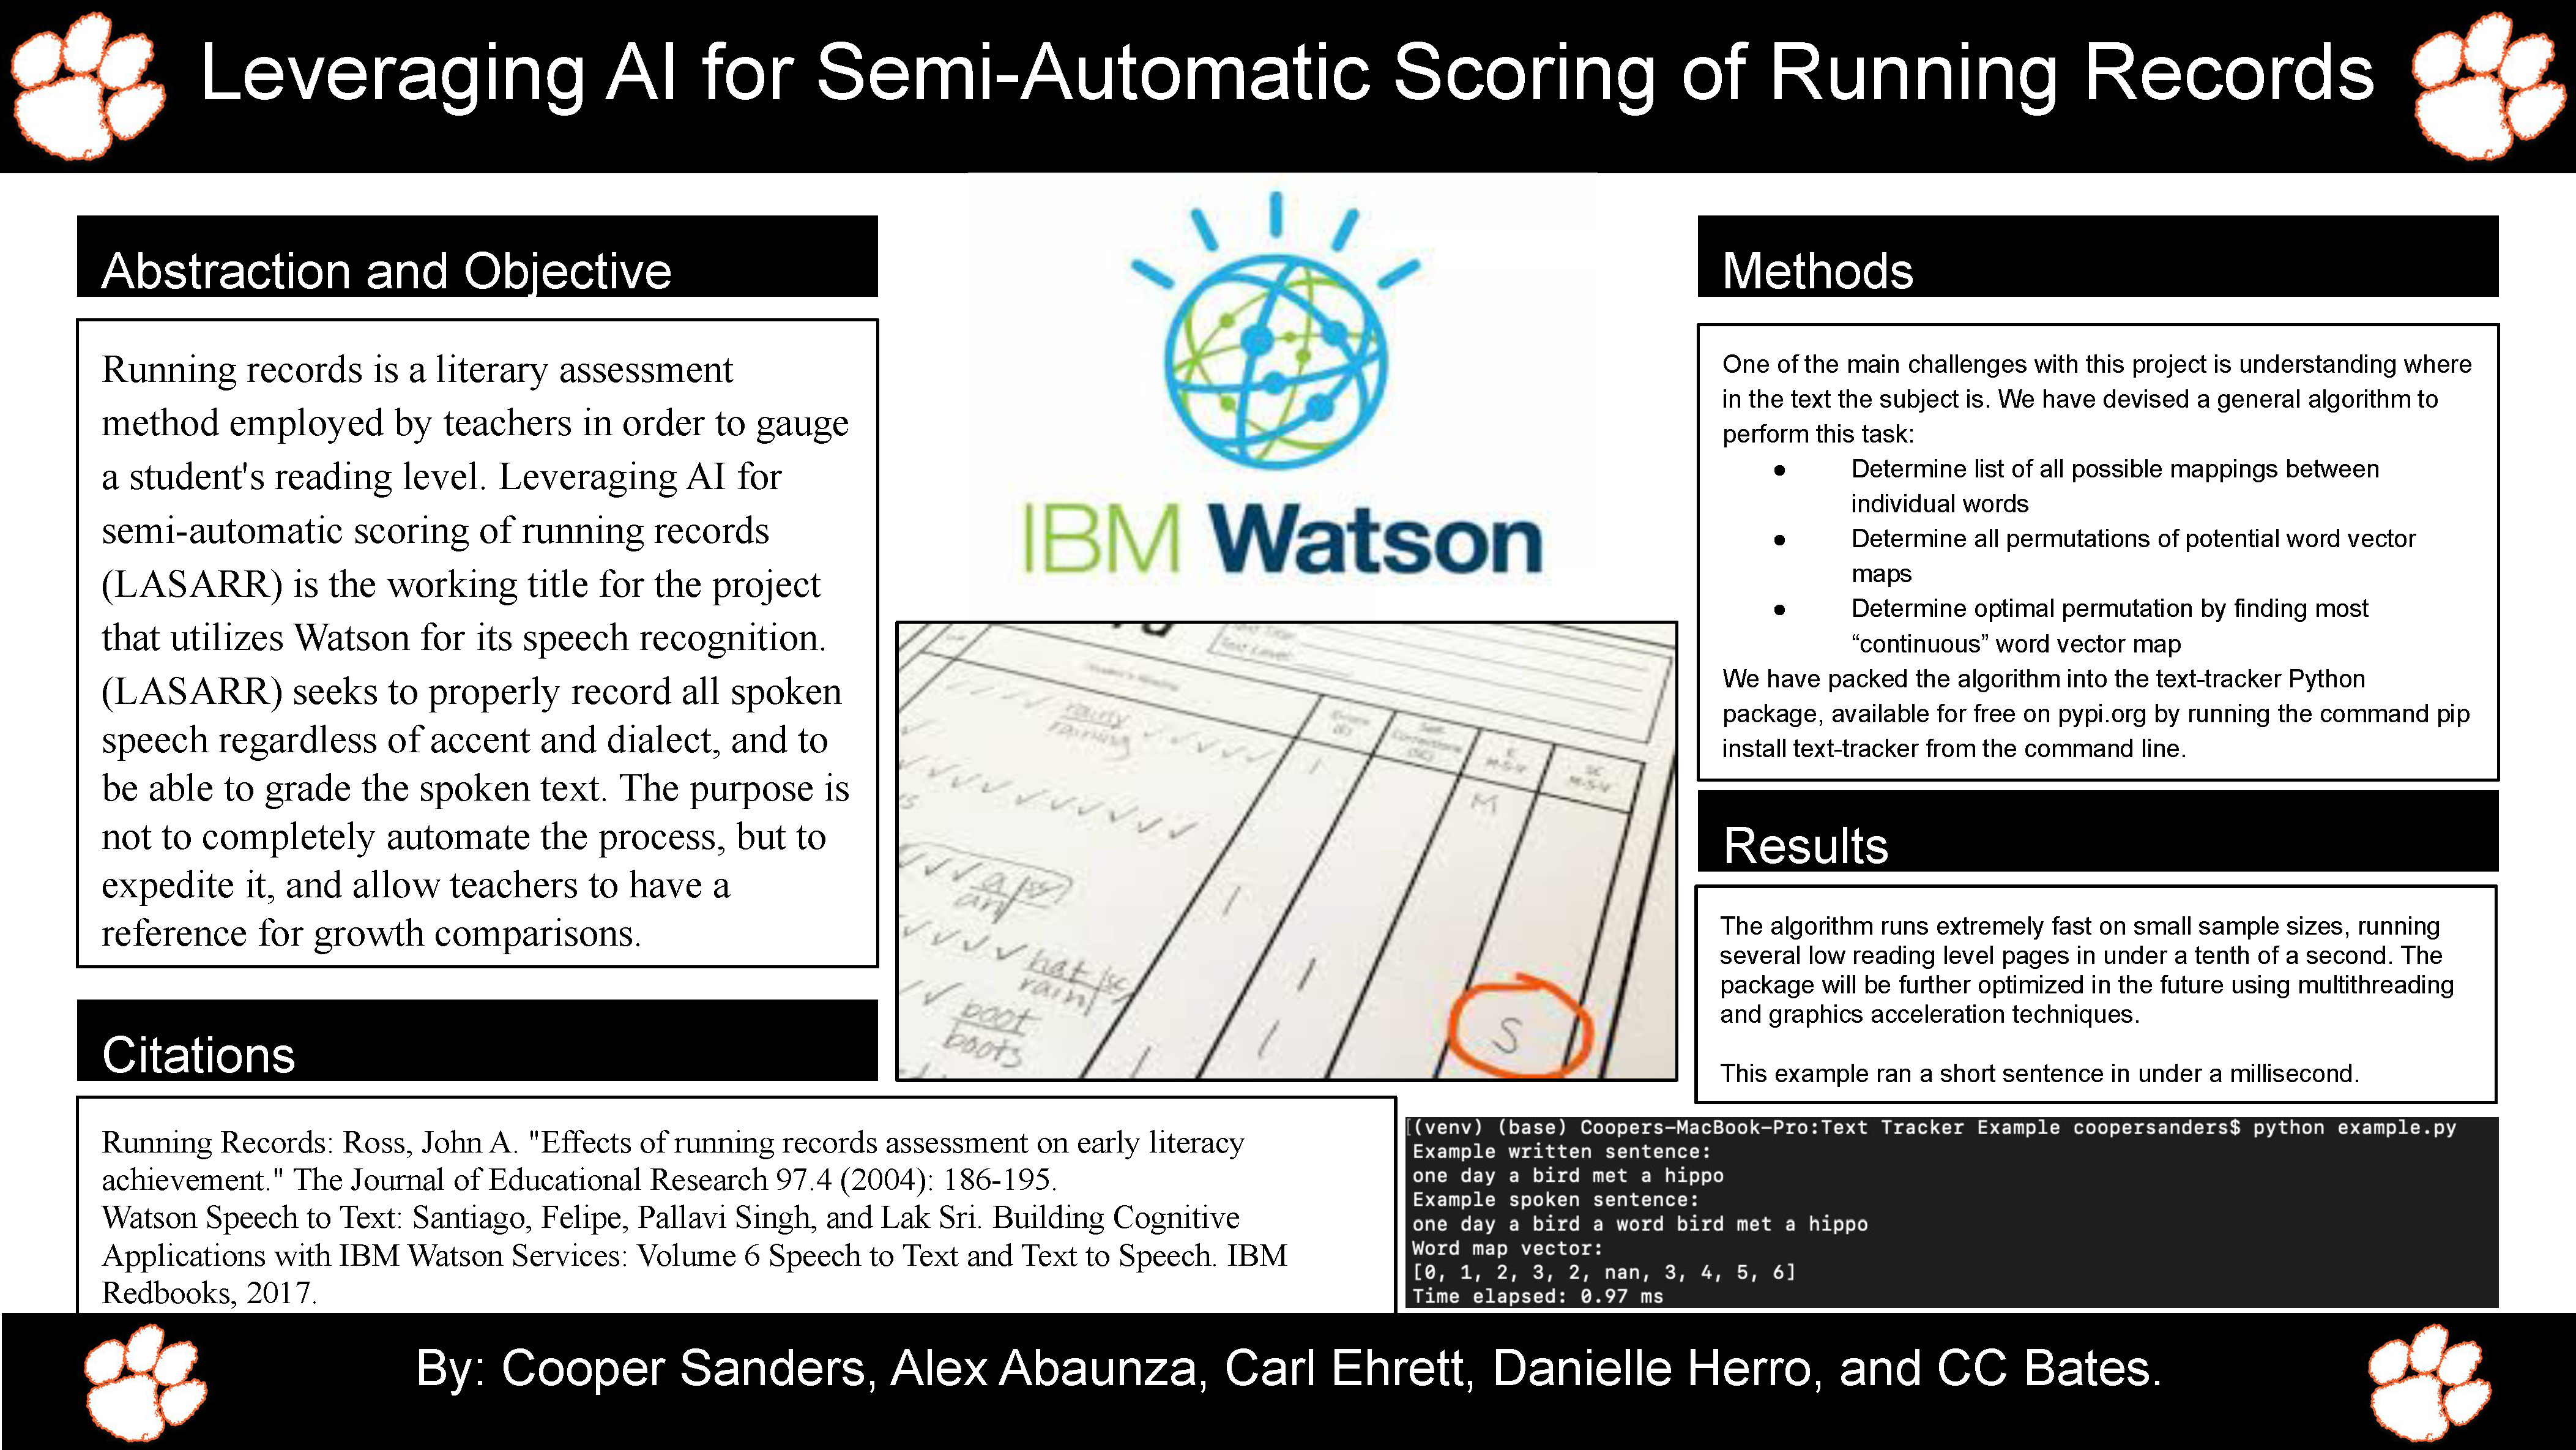 Leveraging AI for Semi-Automatic Scoring of Running Records
Abstraction and Objective
Running records is a literary assessment
method employed by teachers in order to gauge
a student's reading level. Leveraging AI for
semi-automatic scoring of running records
(LASARR) is the working title for the project
that utilizes Watson for its speech recognition.
(LASARR) seeks to properly record all spoken
speech regardless of accent and dialect, and to
be able to grade the spoken text. The purpose is
not to completely automate the process, but to
expedite it, and allow teachers to have a
reference for growth comparisons.
Citations
Running Records: Ross, John A. "Effects of running records assessment on early literacy
achievement." The Journal of Educational Research 97.4 (2004): 186-195.
Watson Speech to Text: Santiago, Felipe, Pallavi Singh, and Lak Sri. Building Cognitive
Applications with IBM Watson Services: Volume 6 Speech to Text and Text to Speech. IBM
Redbooks, 2017.
IBM Watson
Text Level:
rainy
raining
M
an
hat sc
rain
boot
boots
S
Methods
One of the main challenges with this project is understanding where
in the text the subject is. We have devised a general algorithm to
perform this task:
● Determine list of all possible mappings between
individual words
● Determine all permutations of potential word vector
maps
● Determine optimal permutation by finding most
“continuous” word vector map
We have packed the algorithm into the text-tracker Python
package, available for free on pypi.org by running the command pip
install text-tracker from the command line.
Results
The algorithm runs extremely fast on small sample sizes, running
several low reading level pages in under a tenth of a second. The
package will be further optimized in the future using multithreading
and graphics acceleration techniques.
This example ran a short sentence in under a millisecond.
[(venv) (base) Coopers-MacBook-Pro:Text Tracker Example coopersanders$ python example.py
Example written sentence:
one day a bird met a hippo
Example spoken sentence:
one day a bird a word bird met a hippo
Word map vector:
[0, 1, 2, 3, 2, nan, 3, 4, 5, 6]
Time elapsed: 0.97 ms
By: Cooper Sanders, Alex Abaunza, Carl Ehrett, Danielle Herro, and CC Bates.